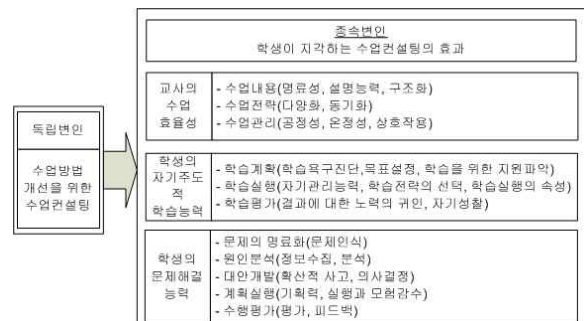 종속변인
학생이 지각하는 수업컨설팅의 효과
독립변인
수업방법
개선을 위한
수업컨설팅
교사의
수업
효율성
- 수업내용(명료성, 설명능력, 구조화)
- 수업전략(다양화, 동기화)
- 수업관리(공정성, 온정성, 상호작용)
학생의
자기주도
적
학습능력
- 학습계획(학습욕구진단,목표설정, 학습을 위한 지원파악)
- 학습실행(자기관리능력, 학습전략의 선택, 학습실행의 속성)
- 학습평가(결과에 대한 노력의 귀인, 자기성찰)
학생의
문제해결
능력
- 문제의 명료화(문제인식)
- 원인분석(정보수집, 분석)
- 대안개발(확산적 사고, 의사결정)
- 계획실행(기획력, 실행과 모험감수)
- 수행평가(평가, 피드백)